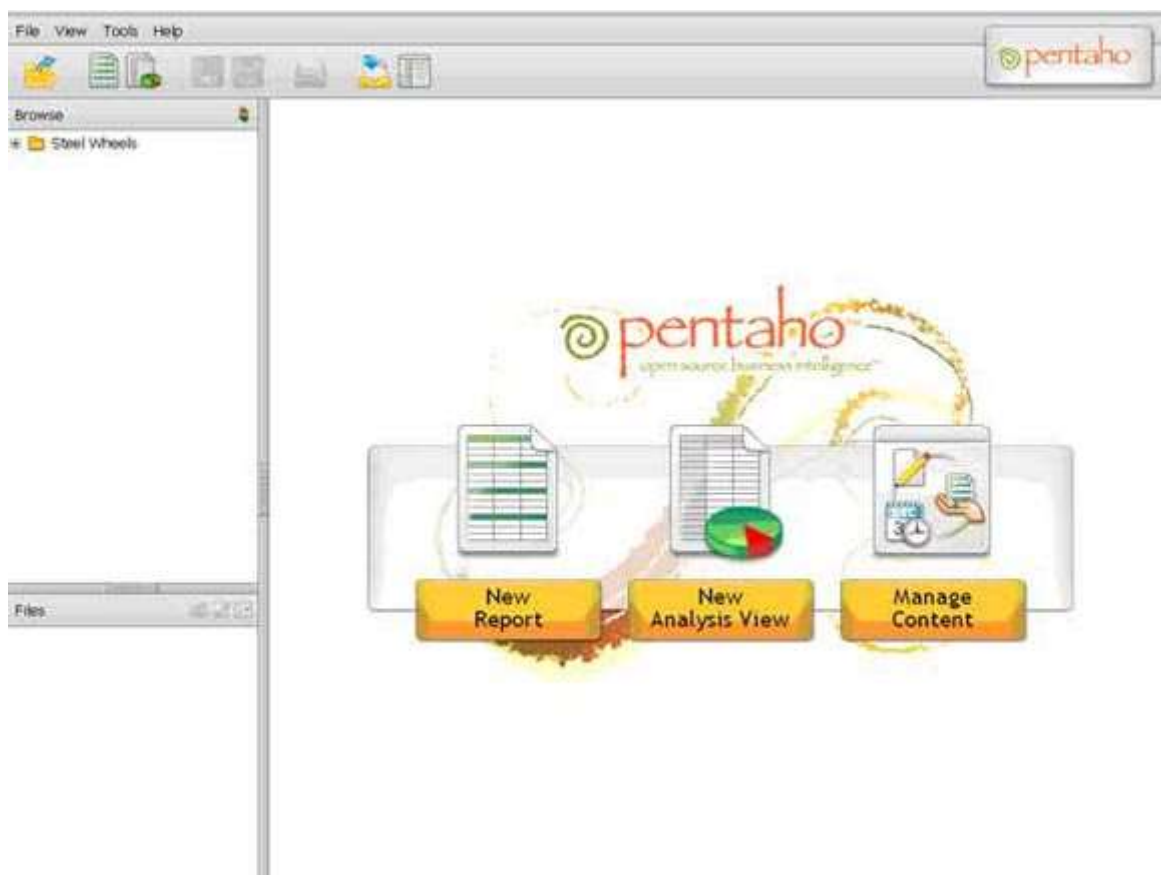 File View Tools Help
pentaho
Browse
Steel Wheels
pentaho
open source business intelligence
New
Report
New
Analysis View
Manage
Content
Files